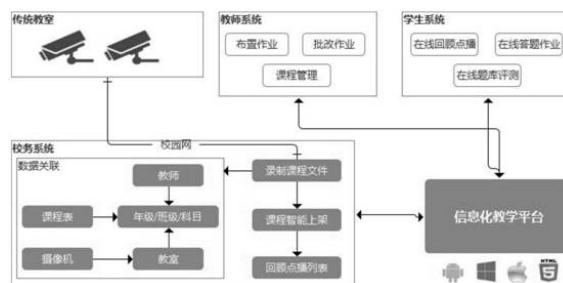 传统教室
教师系统
布置作业
批改作业
课程管理
学生系统
在线回顾点播
在线答题作业
在线题库评测
校园网
校务系统
数据关联
教师
课程表
年级/班级/科目
摄像机
教室
录制课程文件
课程智能上架
回顾点播列表
信息化教学平台
HTML
5